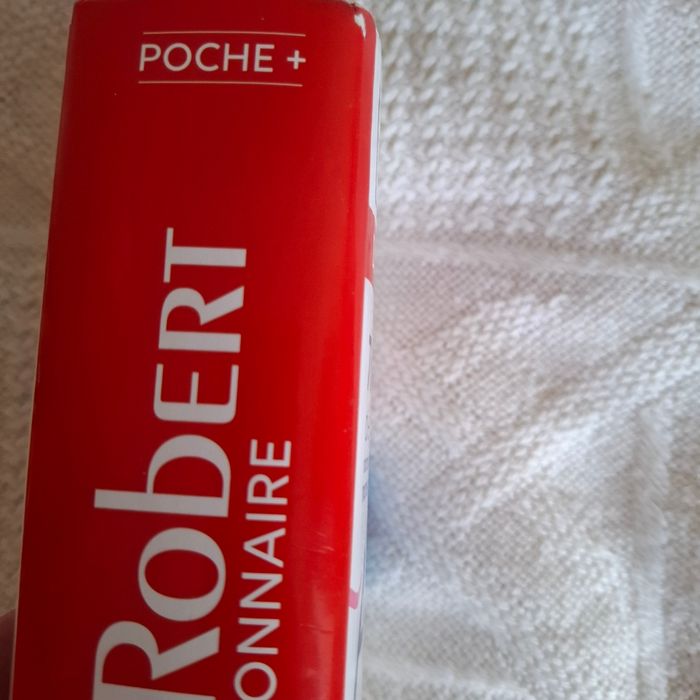 POCHE +
RobERT
ONNAIRE